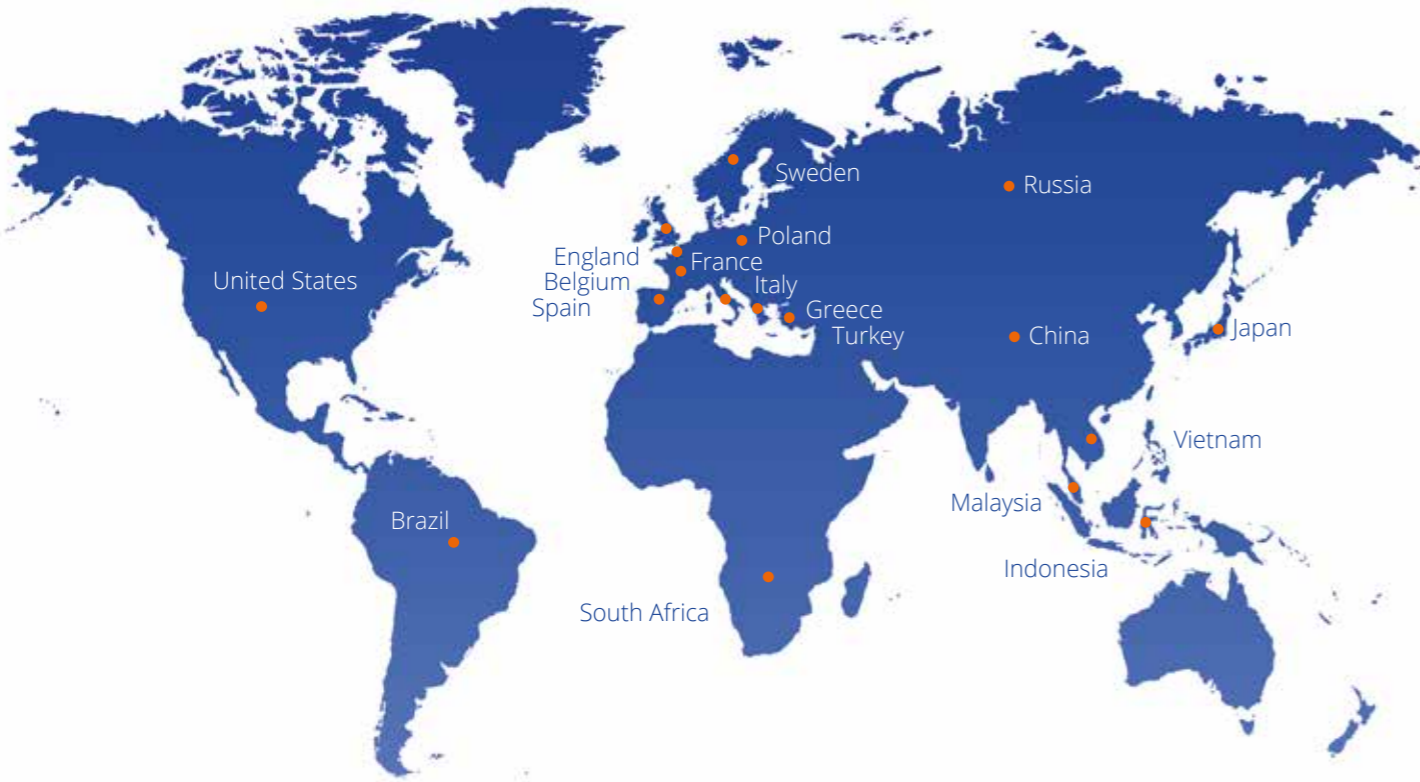 Sweden
Russia
Poland
England
France
Belgium
Italy
United States
Spain
Greece
Turkey
China
Japan
Vietnam
Malaysia
Brazil
Indonesia
South Africa